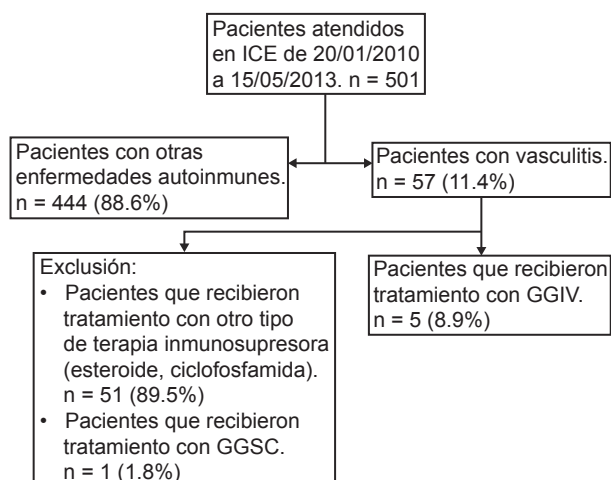 Pacientes atendidos
en ICE de 20/01/2010
a 15/05/2013. n = 501
Pacientes con otras
enfermedades autoinmunes.
n = 444 (88.6%)
Pacientes con vasculitis.
n = 57 (11.4%)
Exclusión:
• Pacientes que recibieron
tratamiento con otro tipo
de terapia inmunosupresora
(esteroide, ciclofosfamida).
n = 51 (89.5%)
• Pacientes que recibieron
tratamiento con GGSC.
n = 1 (1.8%)
Pacientes que recibieron
tratamiento con GGIV.
n = 5 (8.9%)